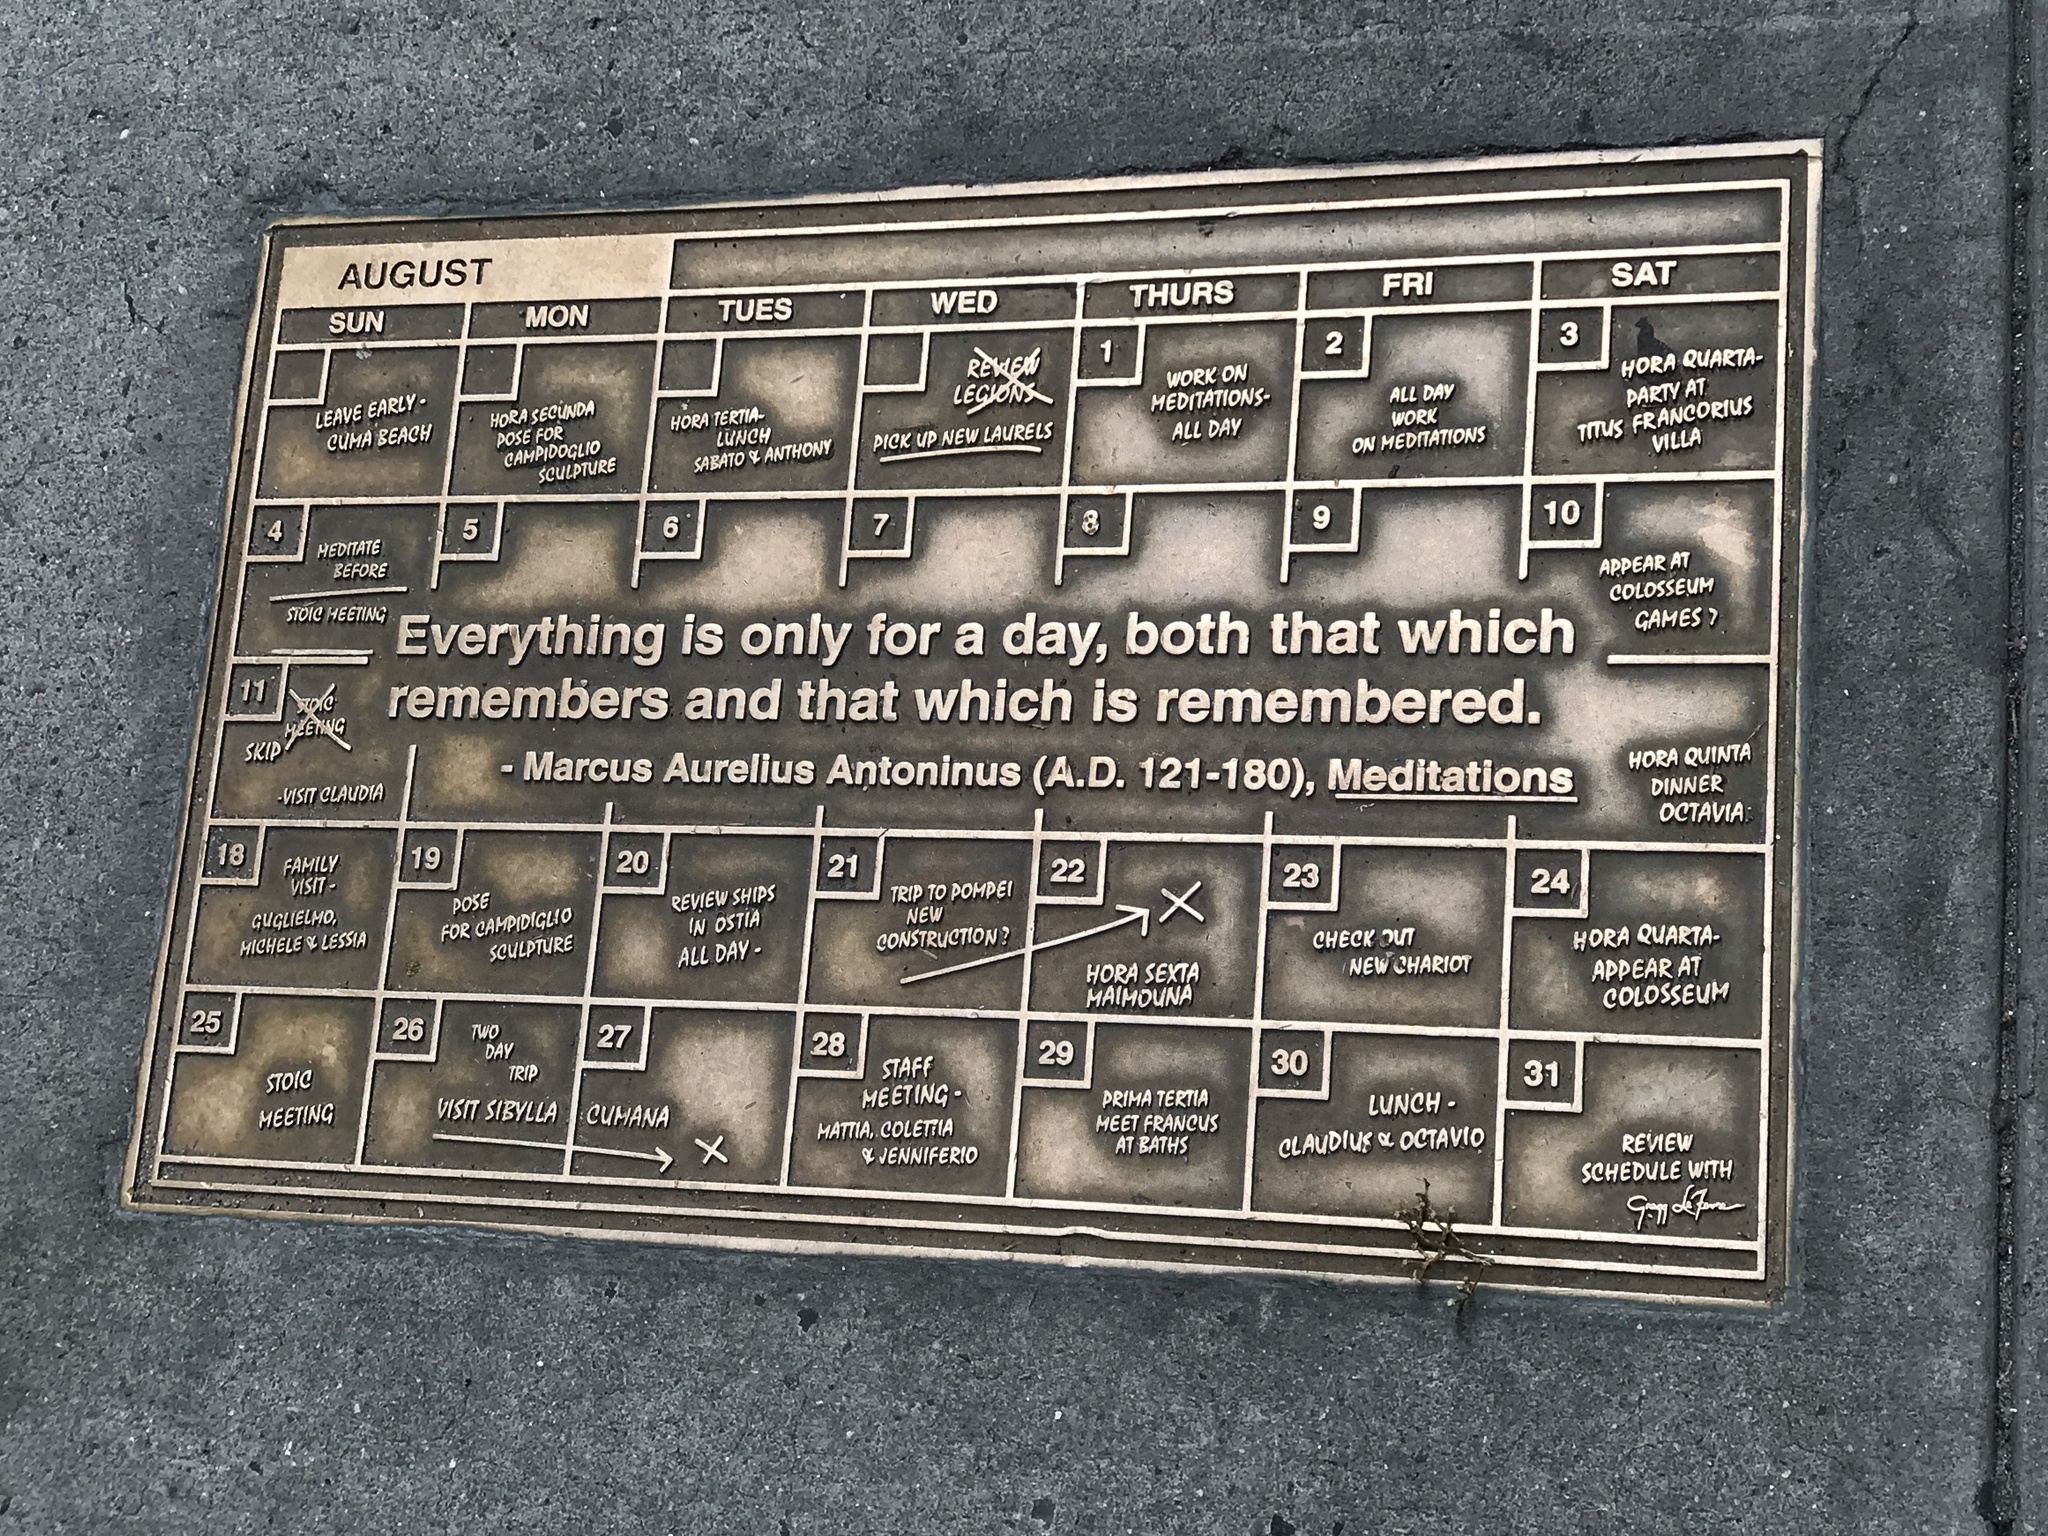 AUGUST
SUN MON TUES WED THURS FRI SAT
LEAVE EARLY -
CUMA BEACH
HORA SECUNDA
POSE FOR
CAMPIDOGLIO
SCULPTURE
HORA TERTIA-
LUNCH
SABATO & ANTHONY
REVIEW
LEGIONS
PICK UP NEW LAURELS
1
WORK ON
MEDITATIONS-
ALL DAY
2
ALL DAY
WORK
ON MEDITATIONS
3
HORA QUARTA-
PARTY AT
TITUS FRANCORIUS
VILLA
4
MEDITATE
BEFORE
STOIC MEETING
5
6
7
8
9
10
APPEAR AT
COLOSSEUM
GAMES?
Everything is only for a day, both that which
remembers and that which is remembered.
- Marcus Aurelius Antoninus (A.D. 121-180), Meditations
11
STOIC
MEETING
SKIP
-VISIT CLAUDIA
HORA QUINTA
DINNER
OCTAVIA
18
FAMILY
VISIT-
GUGLIELMO,
MICHELE & LESSIA
19
POSE
FOR CAMPIDIGLIO
SCULPTURE
20
REVIEW SHIPS
IN OSTIA
ALL DAY -
21
TRIP TO POMPEI
NEW
CONSTRUCTION?
22
HORA SEXTA
MAIMOUNA
23
CHECK OUT
NEW CHARIOT
24
HORA QUARTA-
APPEAR AT
COLOSSEUM
25
STOIC
MEETING
26
TWO
DAY
TRIP
VISIT SIBYLLA
27
CUMANA
28
STAFF
MEETING -
MATTIA, COLETTIA
& JENNIFERIO
29
PRIMA TERTIA
MEET FRANCUS
AT BATHS
30
LUNCH -
CLAUDIUS & OCTAVIO
31
REVIEW
SCHEDULE WITH
Gregg LeFevre